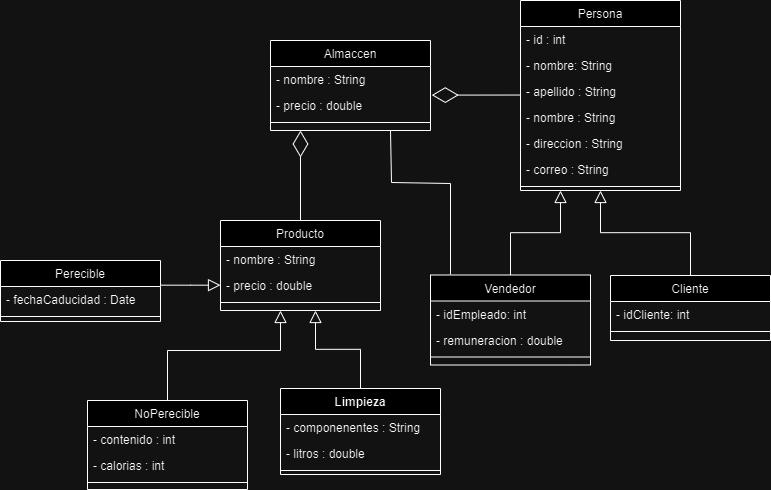 Persona
- id : int
- nombre: String
- apellido : String
- nombre : String
- direccion : String
- correo : String
Almaccen
- nombre : String
- precio : double
Producto
- nombre : String
- precio : double
Perecible
- fechaCaducidad : Date
Vendedor
- idEmpleado: int
- remuneracion : double
Cliente
- idCliente: int
NoPerecible
- contenido : int
- calorias : int
Limpieza
- componenentes : String
- litros : double